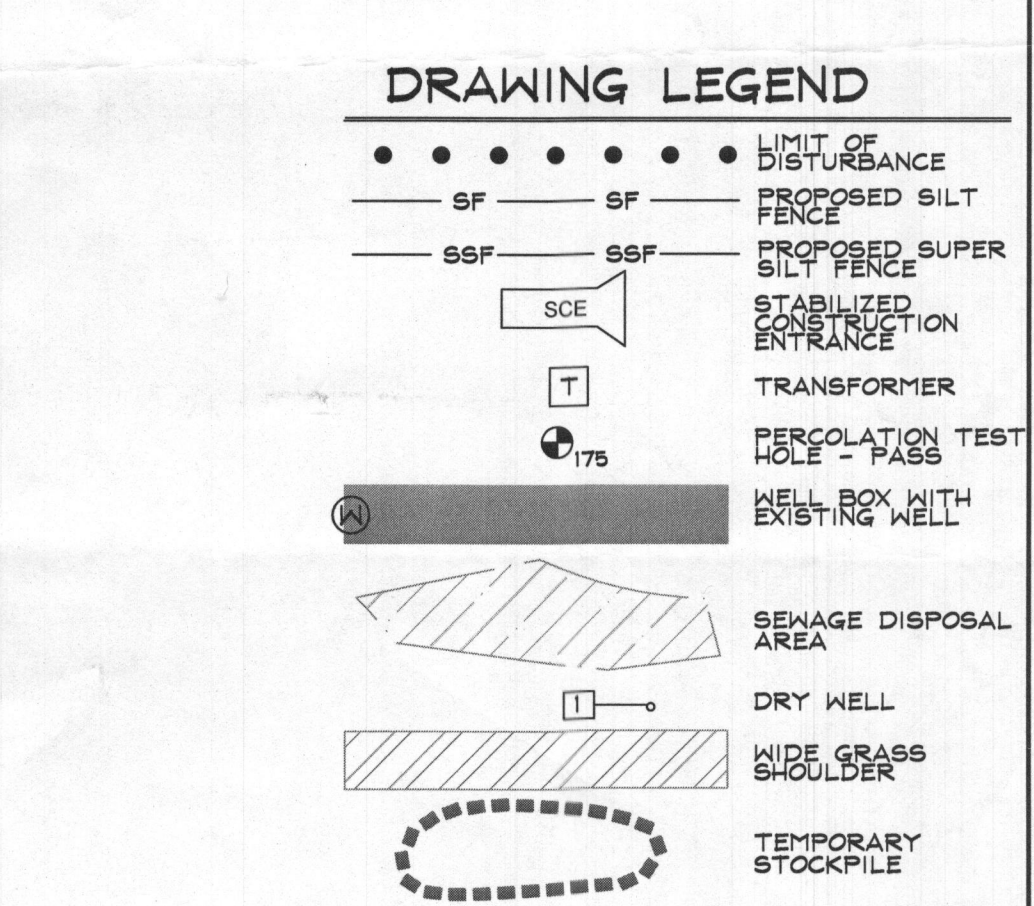 DRAWING LEGEND
LIMIT OF
DISTURBANCE
SF SF PROPOSED SILT
FENCE
SSF SSF PROPOSED SUPER
SILT FENCE
SCE STABILIZED
CONSTRUCTION
ENTRANCE
T TRANSFORMER
175 PERCOLATION TEST
HOLE - PASS
W WELL BOX WITH
EXISTING WELL
SEWAGE DISPOSAL
AREA
1 DRY WELL
WIDE GRASS
SHOULDER
TEMPORARY
STOCKPILE